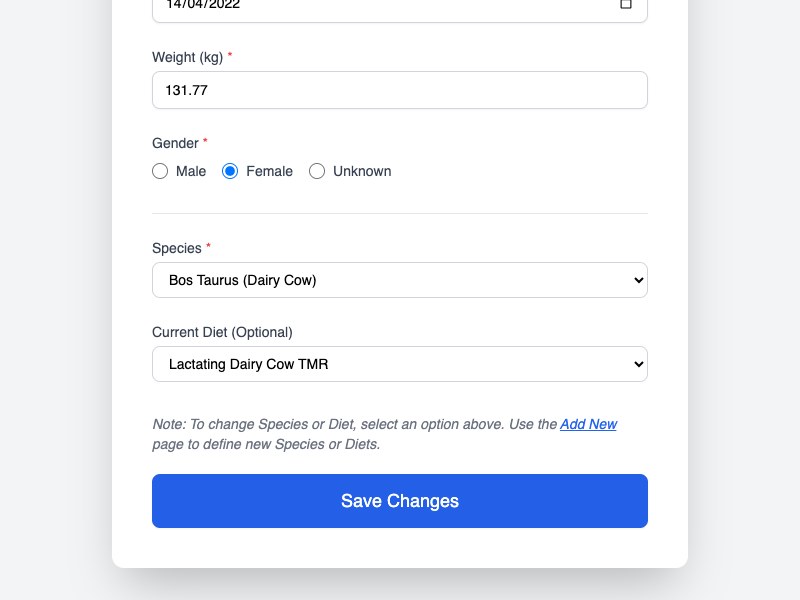 14/04/2022
Weight (kg) *
131.77
Gender *
Male Female Unknown
Species *
Bos Taurus (Dairy Cow)
Current Diet (Optional)
Lactating Dairy Cow TMR
Note: To change Species or Diet, select an option above. Use the Add New
page to define new Species or Diets.
Save Changes